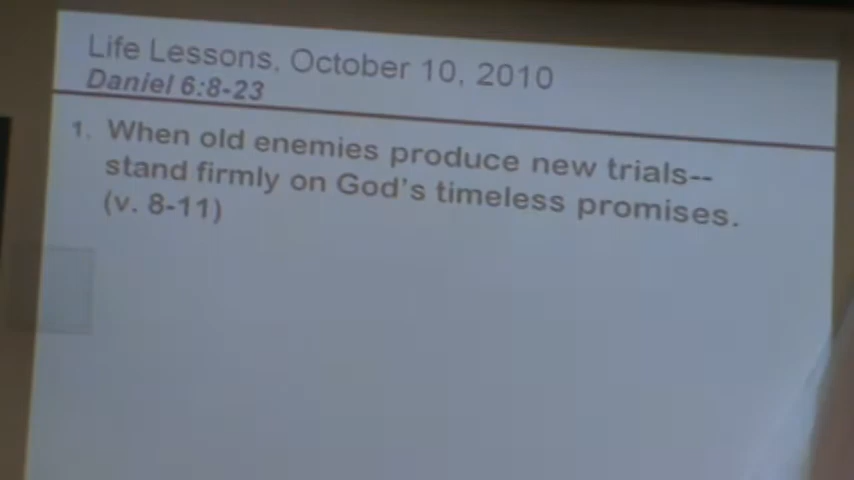 Life Lessons, October 10, 2010
Daniel 6:8-23
1. When old enemies produce new trials--
stand firmly on God's timeless promises.
(v. 8-11)